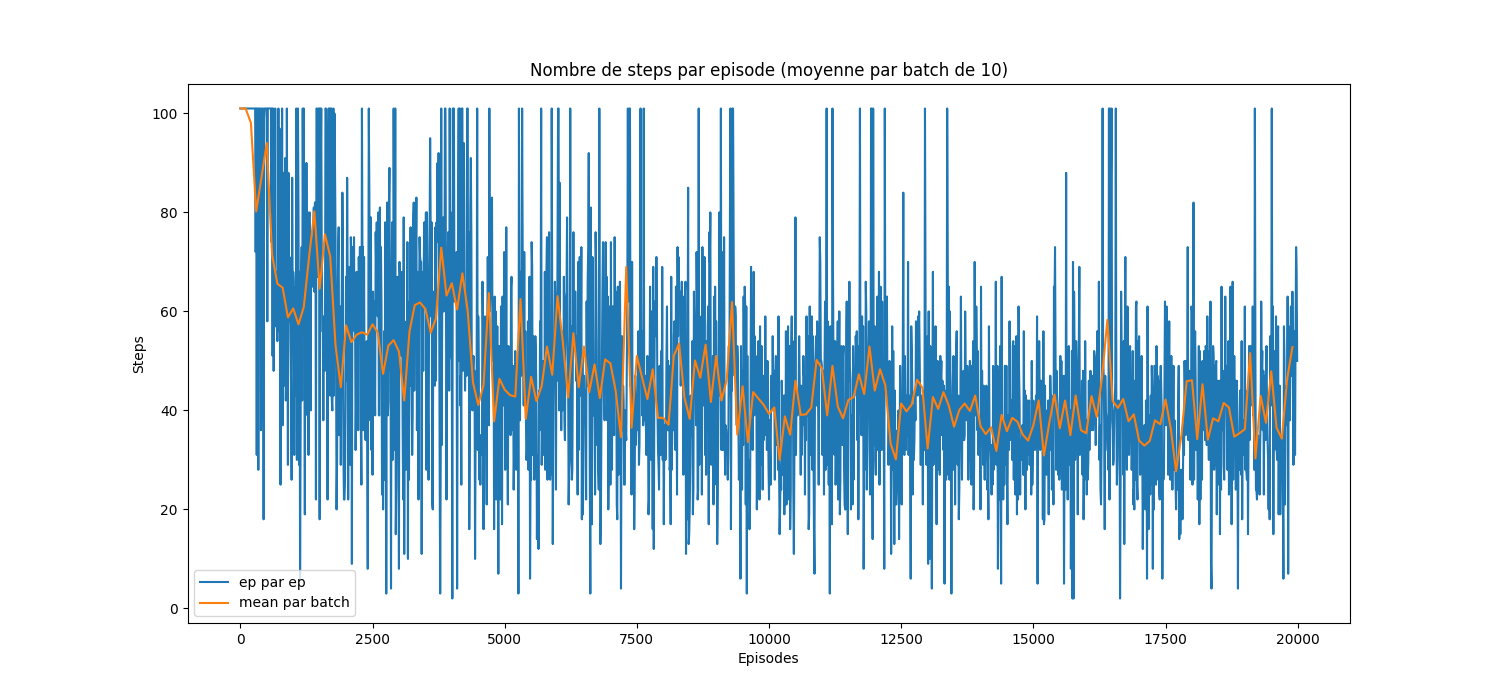 Nombre de steps par episode (moyenne par batch de 10)
100
80
60
40
20
0
Steps
ep par ep
mean par batch
0 2500 5000 7500 10000 12500 15000 17500 20000
Episodes